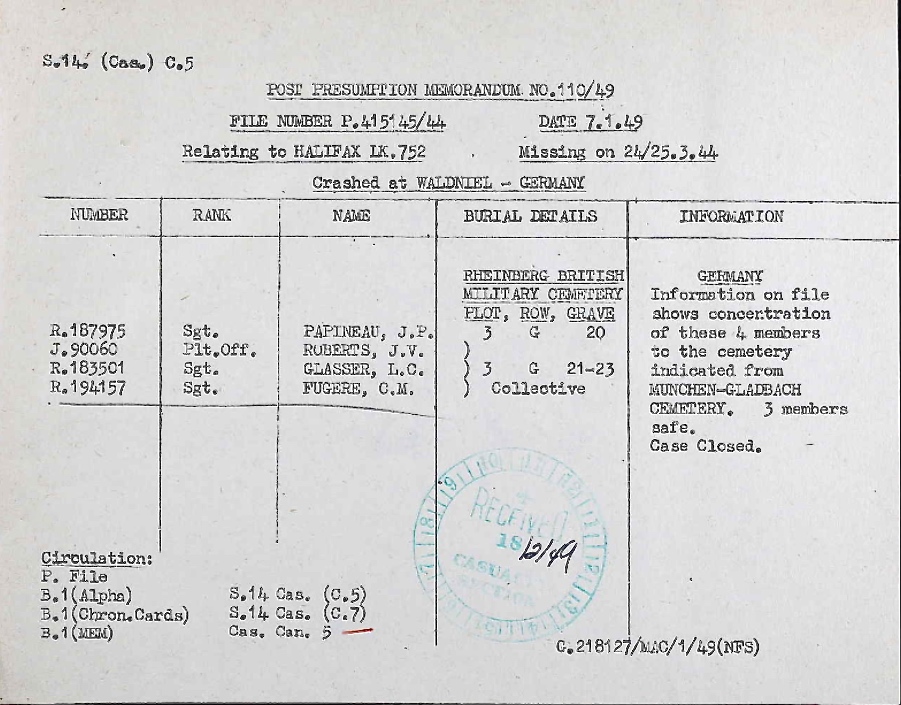 S.14. (Cas.) C.5
POST PRESUMPTION MEMORANDUM NO.110/49
FILE NUMBER P.415145/44 DATE 7.1.49
Relating to HALIFAX LK.752 . Missing on 24/25.3.44
Crashed at WALDNIEL - GERMANY
NUMBER RANK NAME BURIAL DETAILS INFORMATION
RHEINBERG BRITISH GERMANY
MILITARY CEMETERY Information on file
PLOT, ROW, GRAVE shows concentration
R.187975 Sgt. PAPINEAU, J.P. 3 G 20 of these 4 members
J.90060 Plt.Off. ROBERTS, J.V. ) to the cemetery
R.183501 Sgt. GLASSER, L.C. ) 3 G 21-23 indicated from
R.194157 Sgt. FUGERE, C.M. ) Collective MUNCHEN-GLADBACH
CEMETERY. 3 members
safe.
Case Closed. -
RECEIVED
18/2/49
CASUALTY
SECTION
Circulation:
P. File
B.1(Alpha) S.14 Cas. (C.5)
B.1(Chron.Cards) S.14 Cas. (C.7)
B.1(MEM) Cas. Can. 5
G.218127/MAC/1/49(NFS)